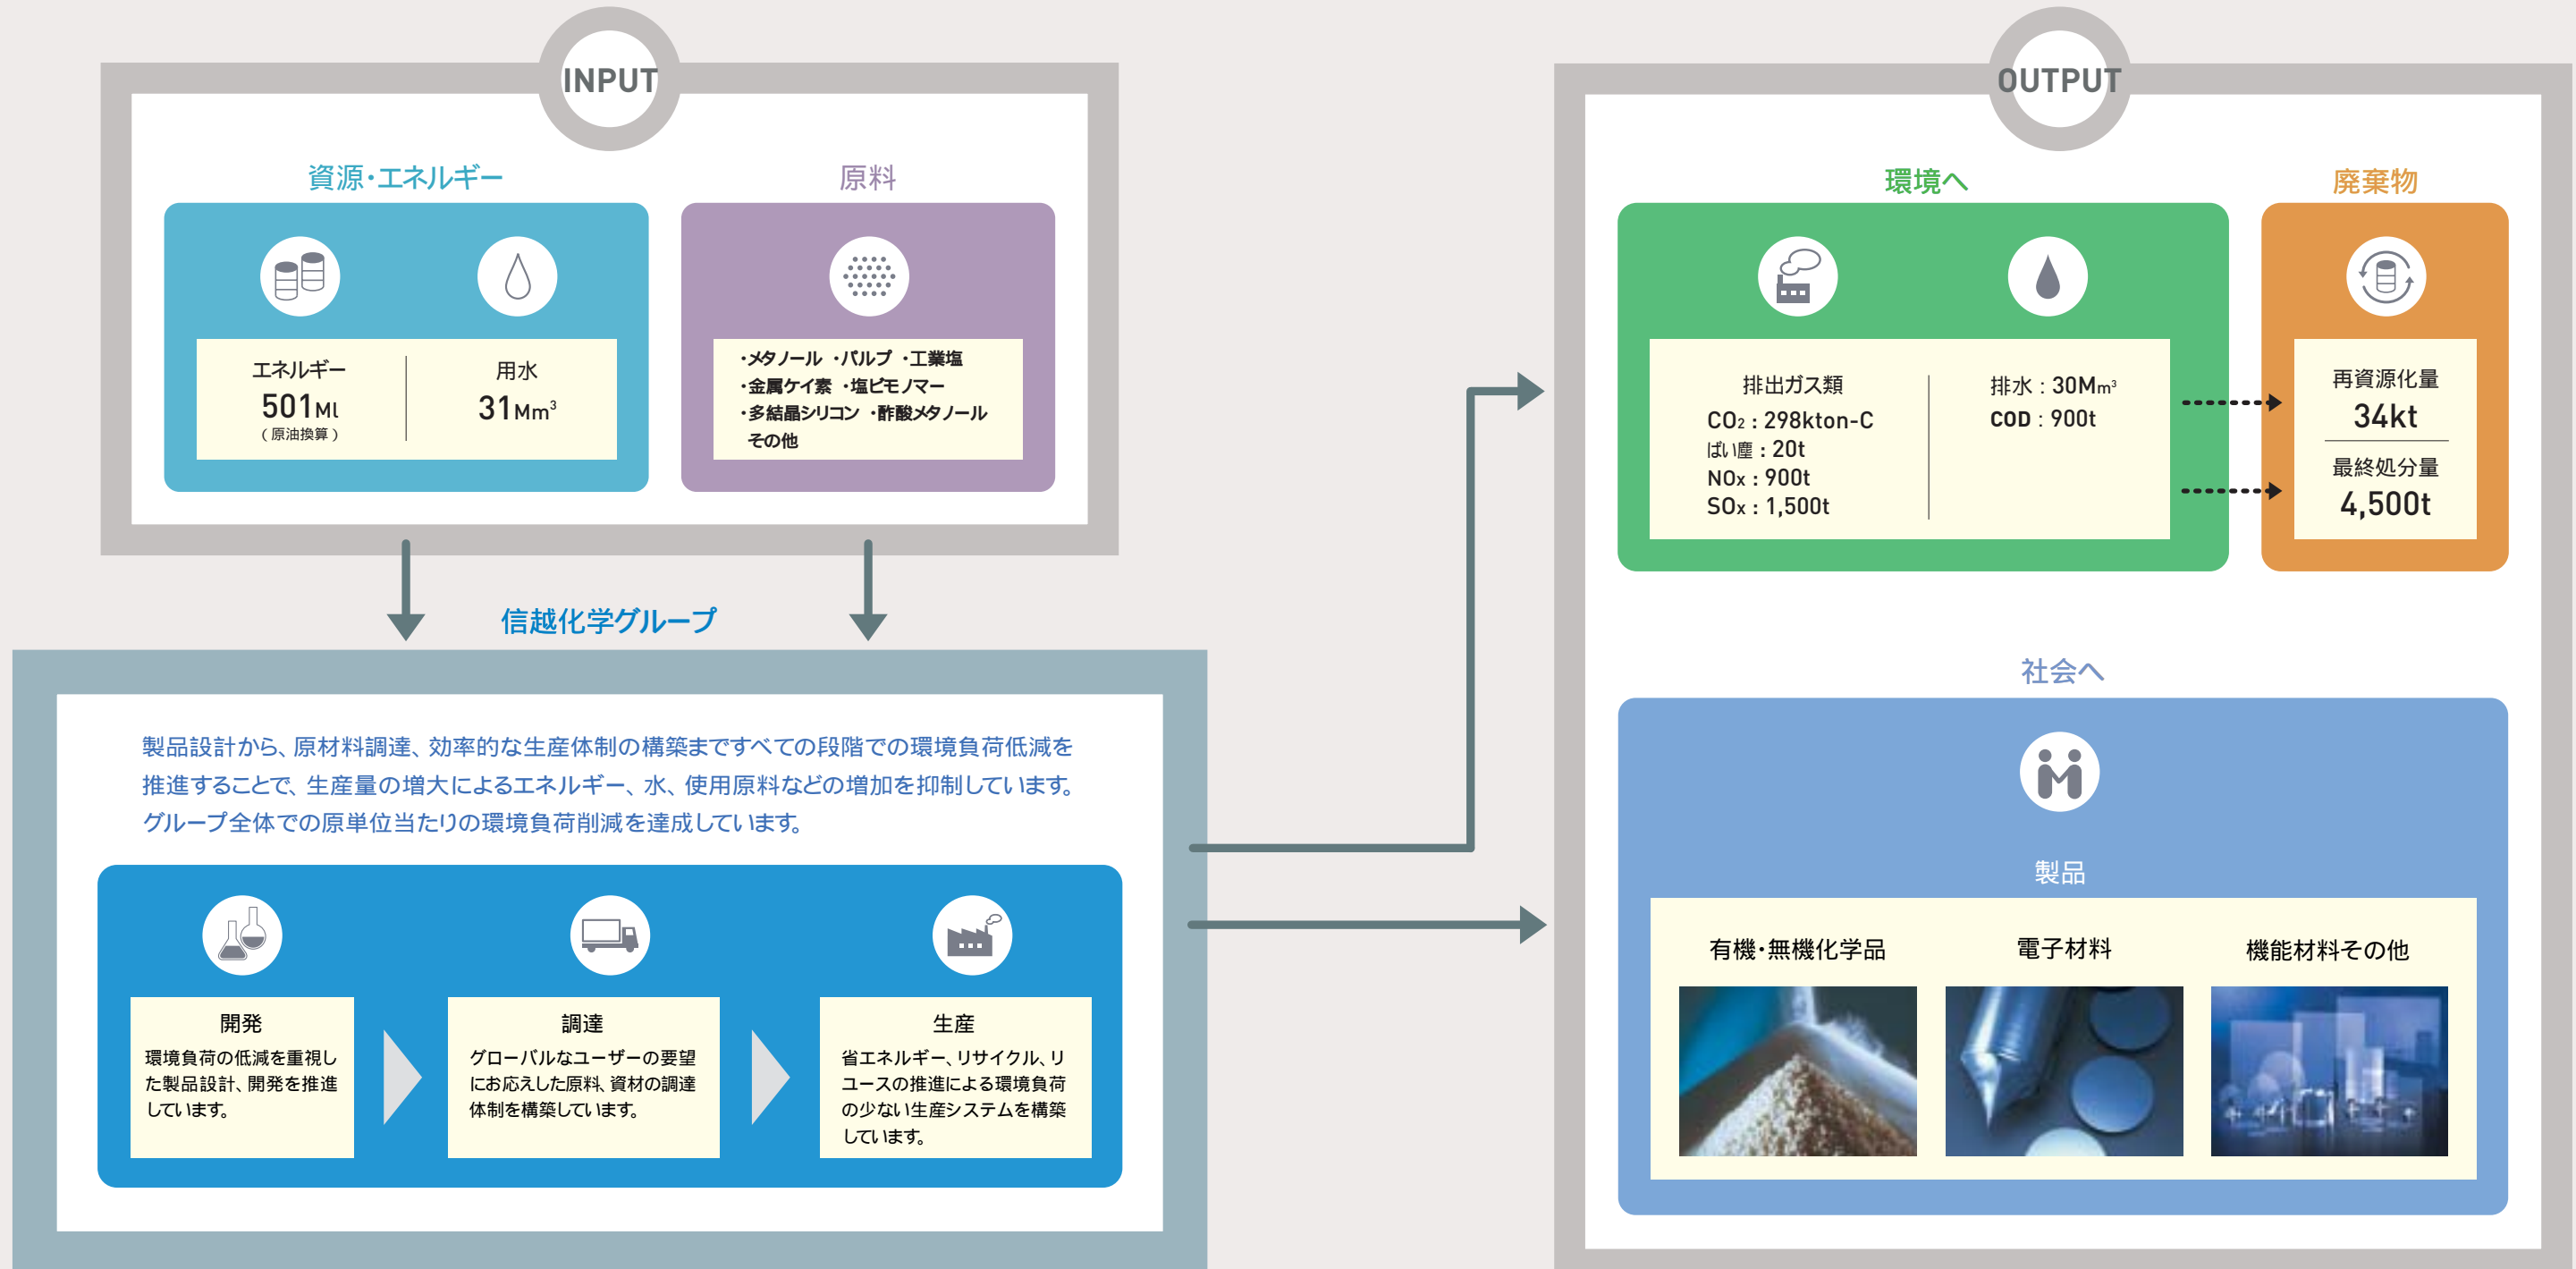 INPUT
資源・エネルギー
エネルギー
501Ml
(原油換算)
用水
31Mm³
原料
・メタノール ・パルプ ・工業塩
・金属ケイ素 ・塩ビモノマー
・多結晶シリコン ・酢酸メタノール
その他
信越化学グループ
製品設計から、原材料調達、効率的な生産体制の構築まですべての段階での環境負荷低減を
推進することで、生産量の増大によるエネルギー、水、使用原料などの増加を抑制しています。
グループ全体での原単位当たりの環境負荷削減を達成しています。
開発
環境負荷の低減を重視し
た製品設計、開発を推進
しています。
調達
グローバルなユーザーの要望
にお応えした原料、資材の調達
体制を構築しています。
生産
省エネルギー、リサイクル、リ
ユースの推進による環境負荷
の少ない生産システムを構築
しています。
OUTPUT
環境へ
排出ガス類
CO₂ : 298kton-C
ばい塵 : 20t
NOx : 900t
SOx : 1,500t
排水 : 30Mm³
COD : 900t
廃棄物
再資源化量
34kt
最終処分量
4,500t
社会へ
製品
有機・無機化学品
電子材料
機能材料その他